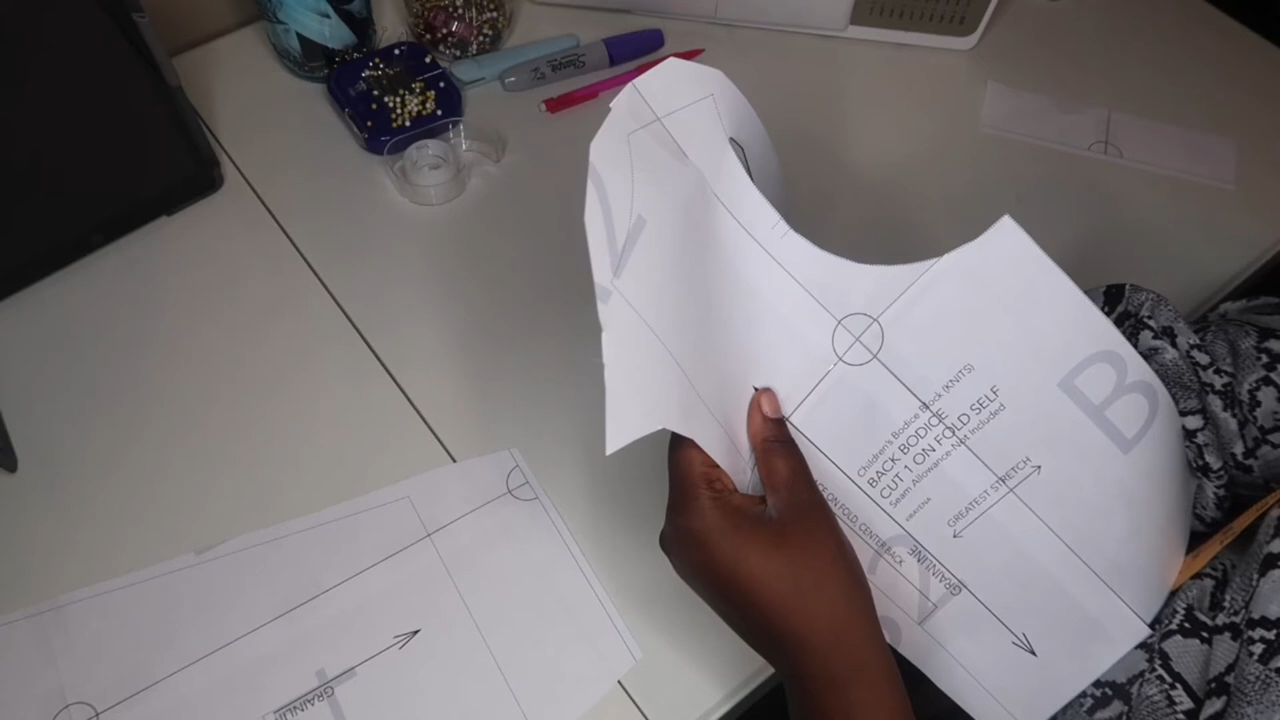 Sharpie
B
Children's Bodice Block (KNITS)
BACK BODICE
CUT 1 ON FOLD SELF
Seam Allowance-Not Included
GREATEST STRETCH
ON FOLD, CENTER BACK
GRAINLINE
2